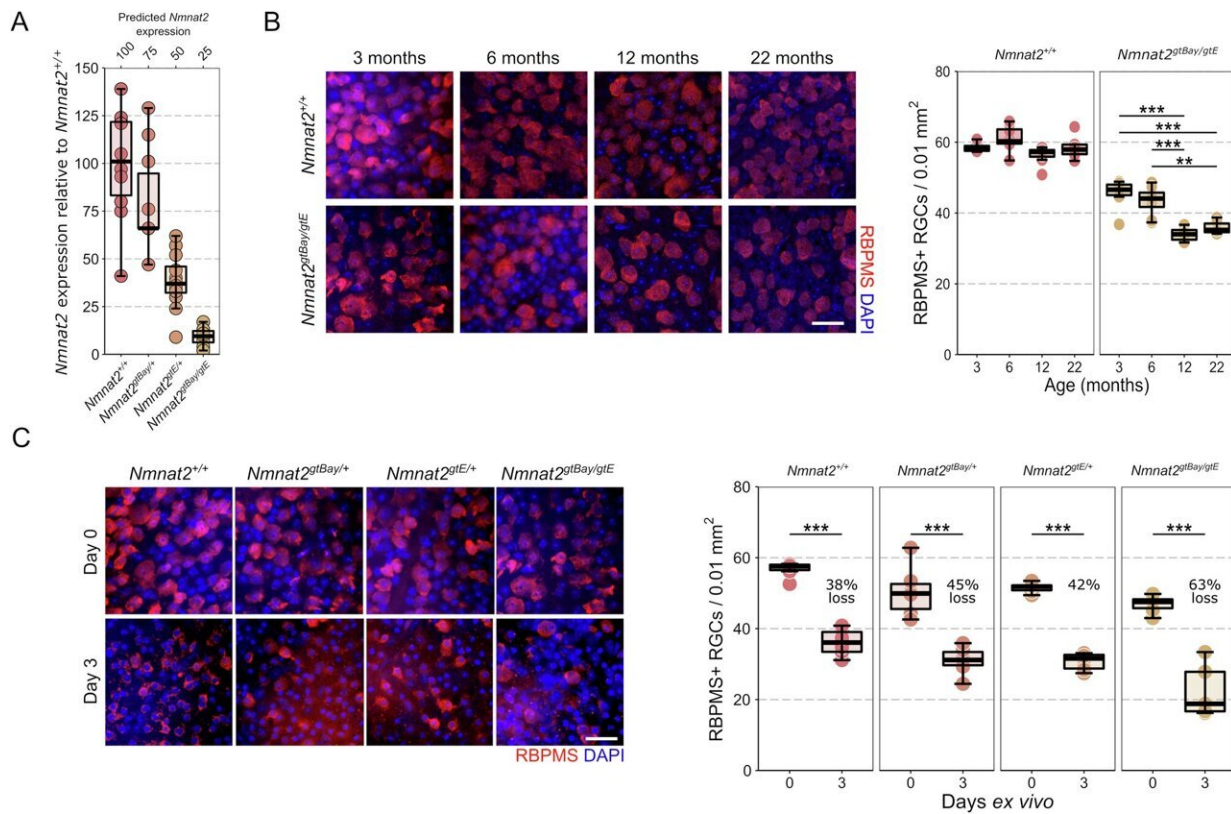 A
Predicted Nmnat2
expression
100 75 50 25
Nmnat2 expression relative to Nmnat2+/+
150
125
100
75
50
25
0
Nmnat2+/+ Nmnat2gtBay/+ Nmnat2gtE/+ Nmnat2gtBay/gtE
B
3 months 6 months 12 months 22 months
Nmnat2+/+
Nmnat2gtBay/gtE
RBPMS DAPI
Nmnat2+/+ Nmnat2gtBay/gtE
RBPMS+ RGCs / 0.01 mm2
80
60
40
20
0
***
***
***
**
3 6 12 22 3 6 12 22
Age (months)
C
Nmnat2+/+ Nmnat2gtBay/+ Nmnat2gtE/+ Nmnat2gtBay/gtE
Day 0
Day 3
RBPMS DAPI
Nmnat2+/+ Nmnat2gtBay/+ Nmnat2gtE/+ Nmnat2gtBay/gtE
RBPMS+ RGCs / 0.01 mm2
80
60
40
20
0
*** *** *** ***
38% 45% 42% 63%
loss loss loss
0 3 0 3 0 3 0 3
Days ex vivo